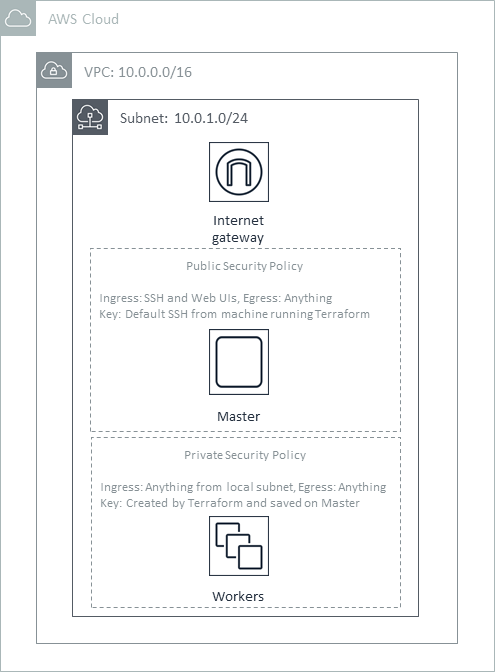 AWS Cloud
VPC: 10.0.0.0/16
Subnet: 10.0.1.0/24
Internet
gateway
Public Security Policy
Ingress: SSH and Web UIs, Egress: Anything
Key: Default SSH from machine running Terraform
Master
Private Security Policy
Ingress: Anything from local subnet, Egress: Anything
Key: Created by Terraform and saved on Master
Workers